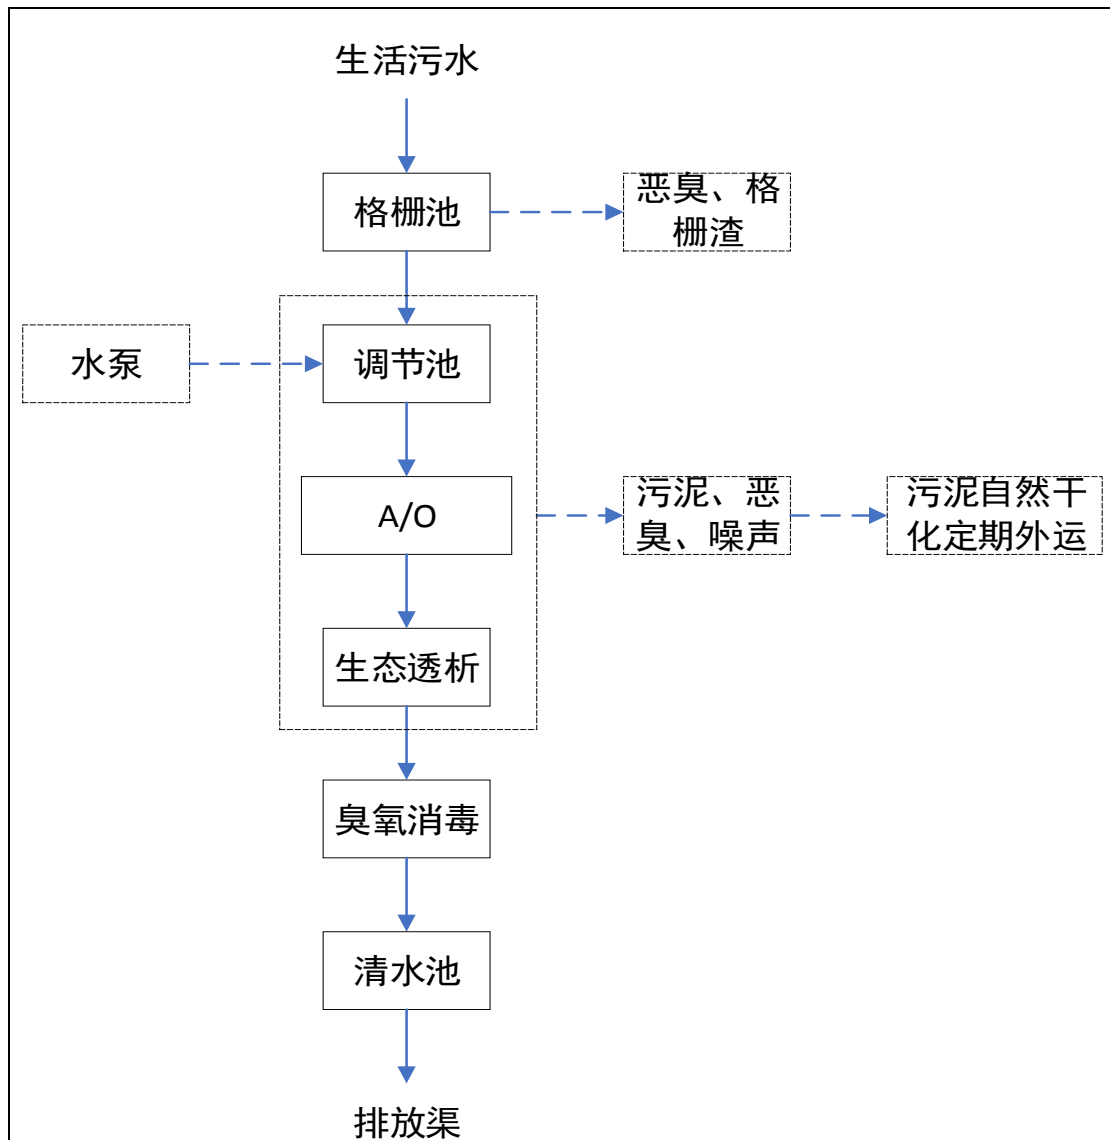 生活污水
格栅池
恶臭、格
栅渣
水泵
调节池
A/O
污泥、恶
臭、噪声
污泥自然干
化定期外运
生态透析
臭氧消毒
清水池
排放渠